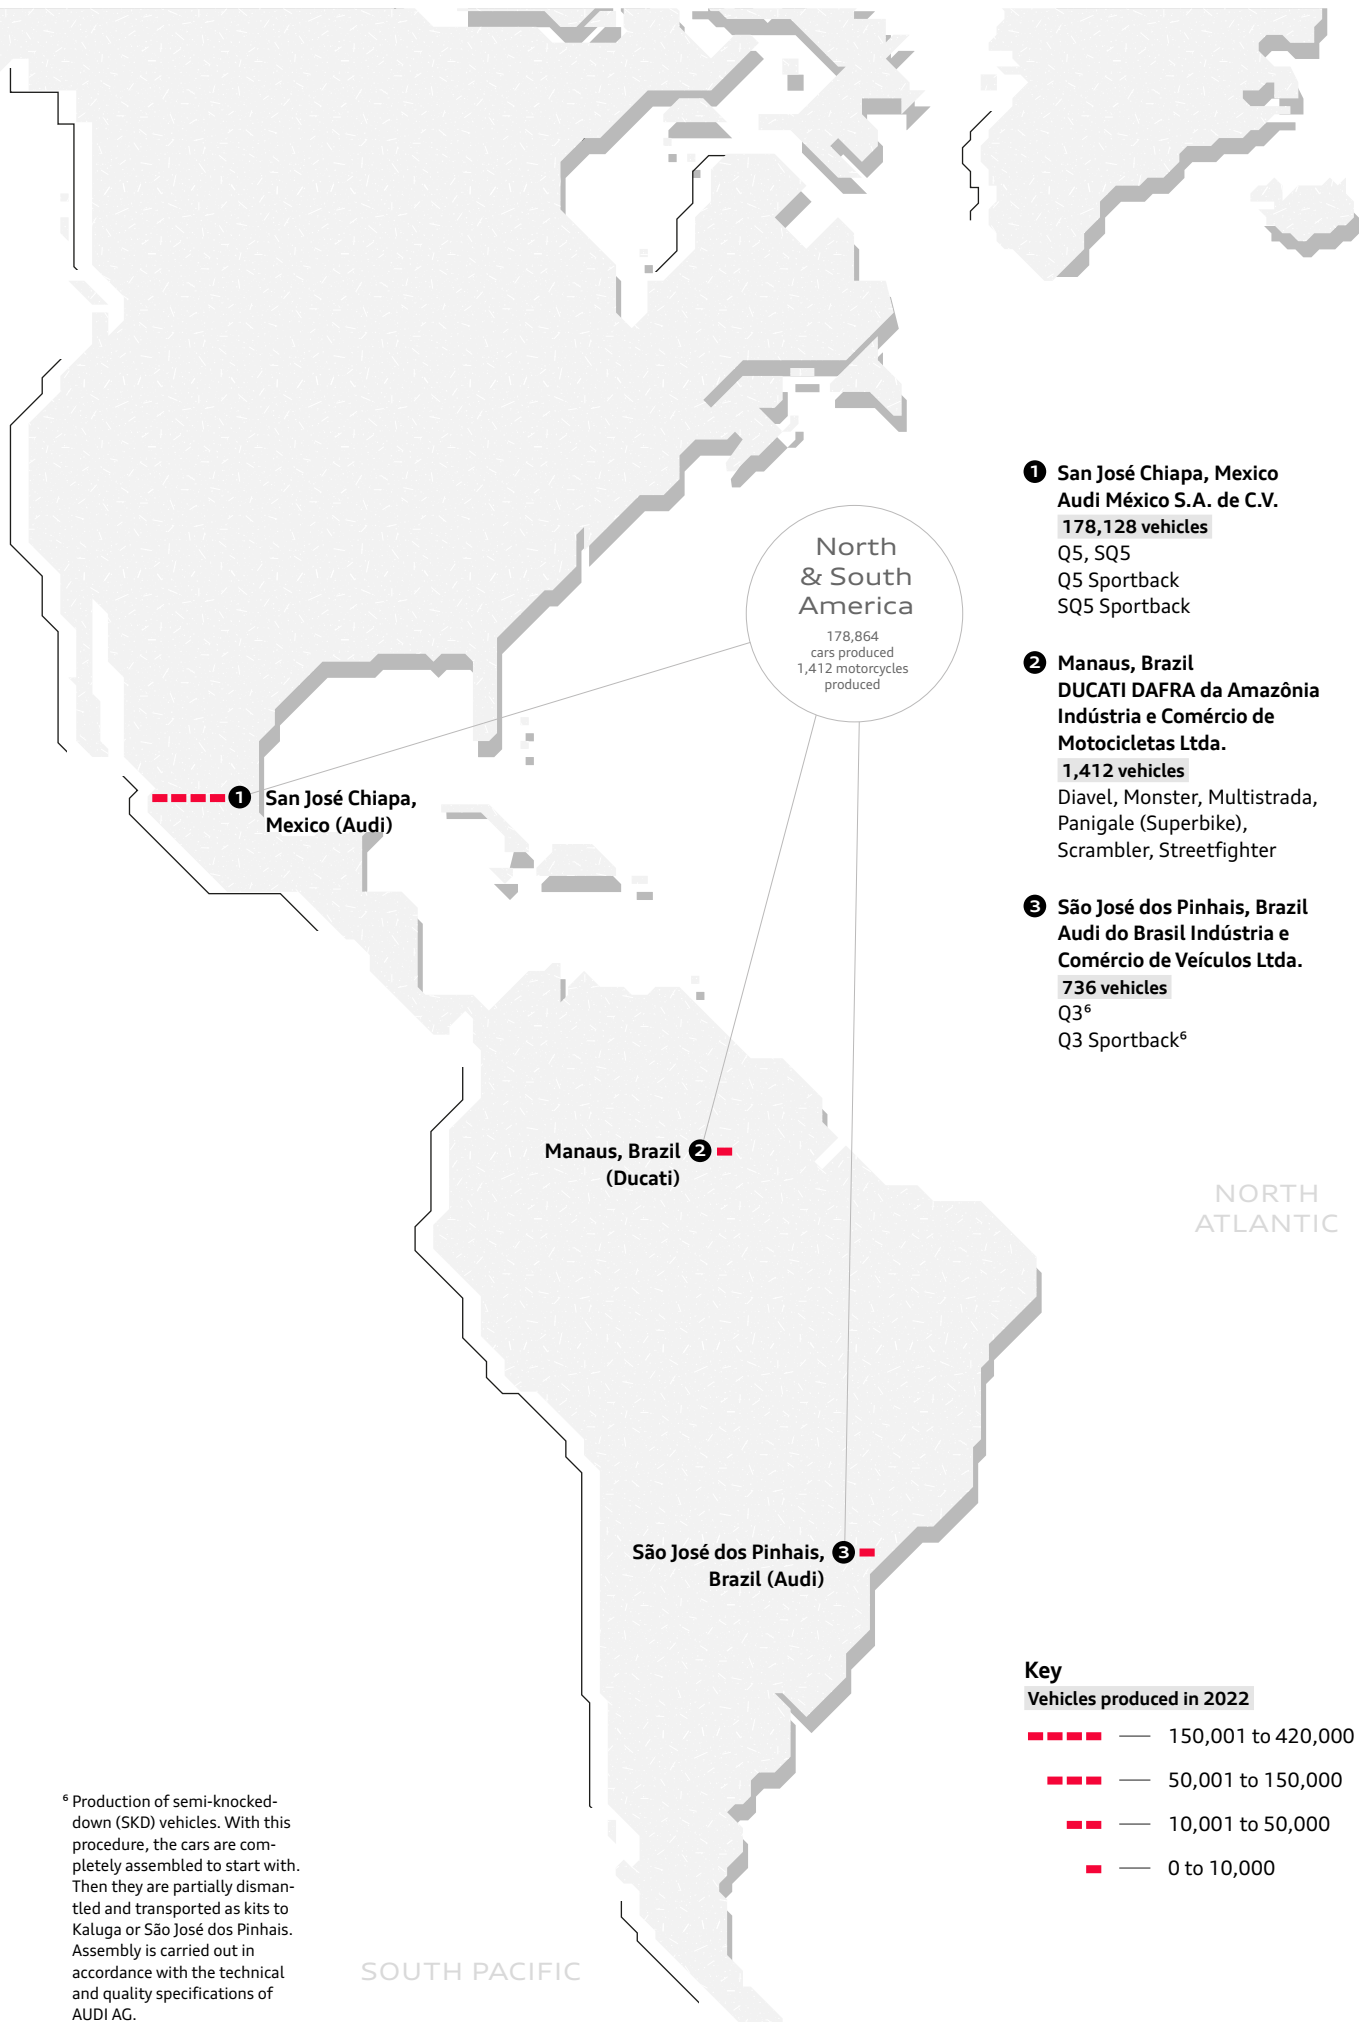 North
& South
America
178,864
cars produced
1,412 motorcycles
produced
❶ San José Chiapa, Mexico
Audi México S.A. de C.V.
178,128 vehicles
Q5, SQ5
Q5 Sportback
SQ5 Sportback
❷ Manaus, Brazil
DUCATI DAFRA da Amazônia
Indústria e Comércio de
Motocicletas Ltda.
1,412 vehicles
Diavel, Monster, Multistrada,
Panigale (Superbike),
Scrambler, Streetfighter
❸ São José dos Pinhais, Brazil
Audi do Brasil Indústria e
Comércio de Veículos Ltda.
736 vehicles
Q3⁶
Q3 Sportback⁶
❶ San José Chiapa,
Mexico (Audi)
Manaus, Brazil ❷
(Ducati)
NORTH
ATLANTIC
São José dos Pinhais, ❸
Brazil (Audi)
Key
Vehicles produced in 2022
150,001 to 420,000
50,001 to 150,000
10,001 to 50,000
0 to 10,000
⁶ Production of semi-knocked-
down (SKD) vehicles. With this
procedure, the cars are com-
pletely assembled to start with.
Then they are partially disman-
tled and transported as kits to
Kaluga or São José dos Pinhais.
Assembly is carried out in
accordance with the technical
and quality specifications of
AUDI AG.
SOUTH PACIFIC